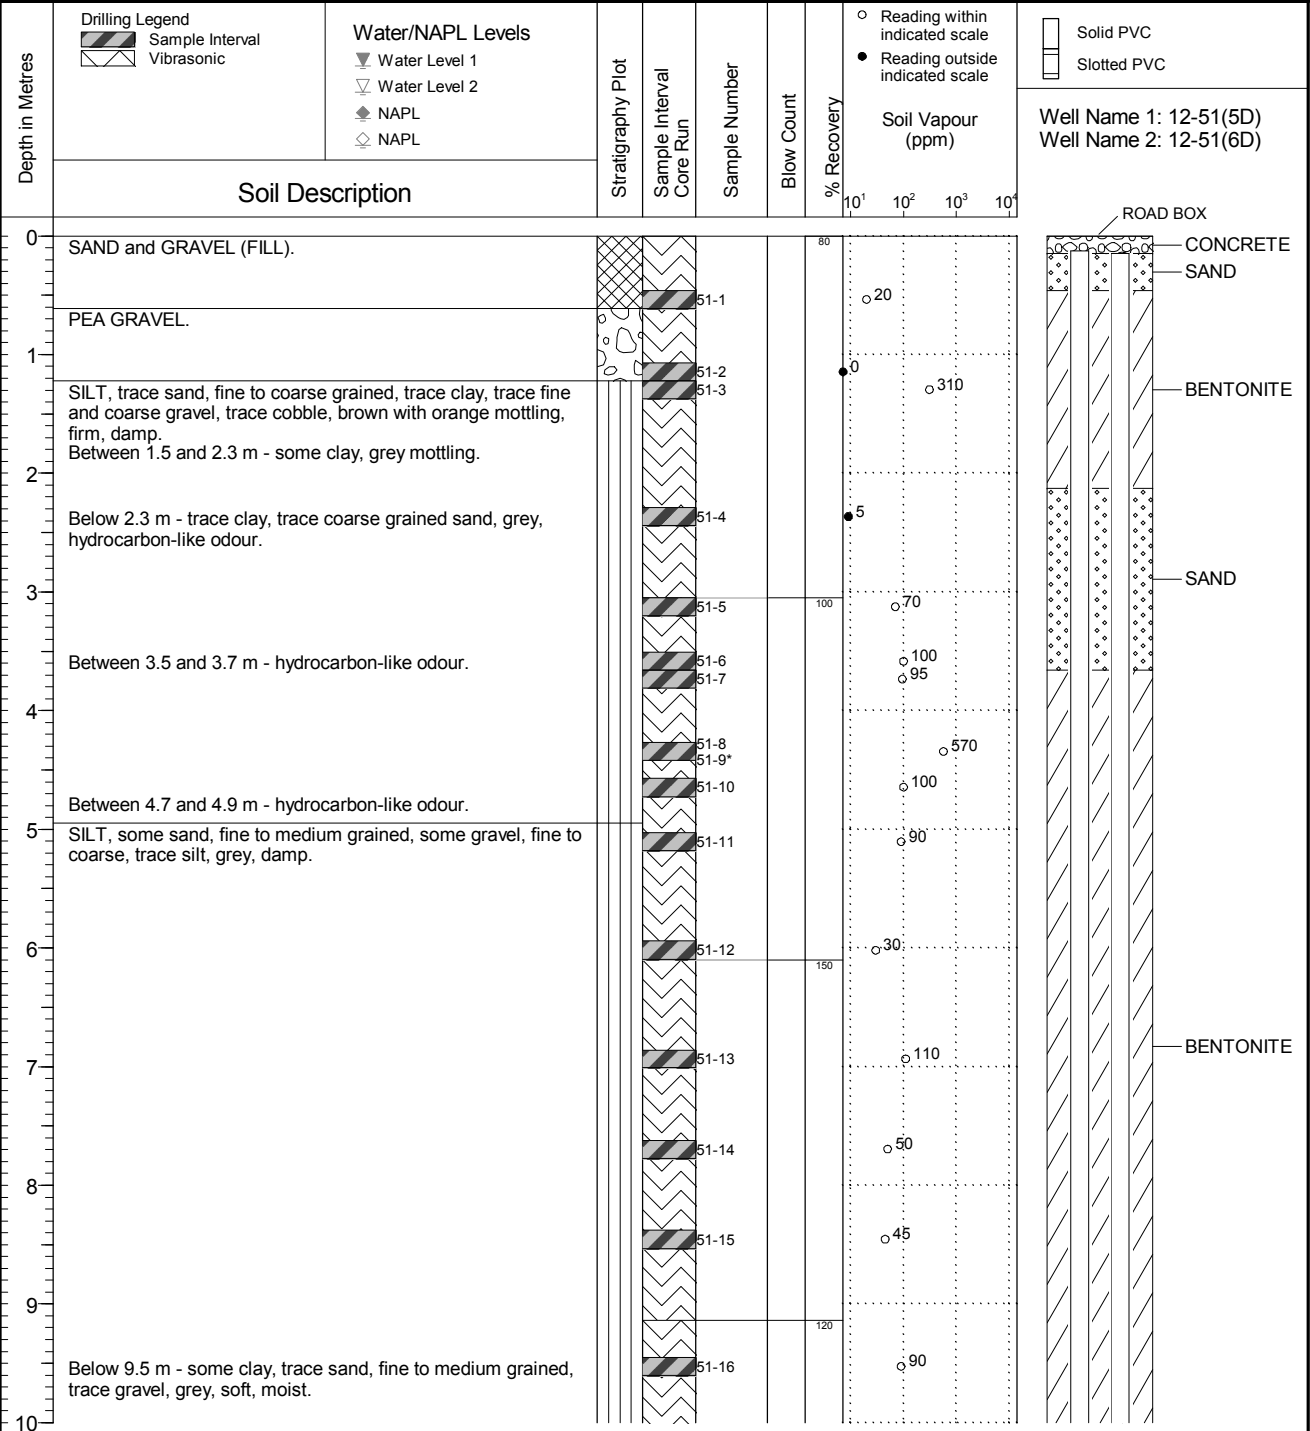 Drilling Legend
Sample Interval
Vibrasonic
Water/NAPL Levels
Water Level 1
Water Level 2
NAPL
NAPL
Reading within
indicated scale
Reading outside
indicated scale
Solid PVC
Slotted PVC
Depth in Metres
Soil Description
Stratigraphy Plot
Sample Interval
Core Run
Sample Number
Blow Count
% Recovery
Soil Vapour
(ppm)
10¹ 10² 10³ 10⁴
Well Name 1: 12-51(5D)
Well Name 2: 12-51(6D)
ROAD BOX
0
SAND and GRAVEL (FILL).
80
CONCRETE
SAND
51-1
20
PEA GRAVEL.
1
51-2
0
SILT, trace sand, fine to coarse grained, trace clay, trace fine
and coarse gravel, trace cobble, brown with orange mottling,
firm, damp.
51-3
310
BENTONITE
Between 1.5 and 2.3 m - some clay, grey mottling.
2
Below 2.3 m - trace clay, trace coarse grained sand, grey,
hydrocarbon-like odour.
51-4
5
SAND
3
100
51-5
70
Between 3.5 and 3.7 m - hydrocarbon-like odour.
51-6
100
51-7
95
4
51-8
51-9*
570
51-10
100
Between 4.7 and 4.9 m - hydrocarbon-like odour.
5
SILT, some sand, fine to medium grained, some gravel, fine to
coarse, trace silt, grey, damp.
51-11
90
6
51-12
30
150
51-13
110
BENTONITE
7
51-14
50
8
51-15
45
9
120
Below 9.5 m - some clay, trace sand, fine to medium grained,
trace gravel, grey, soft, moist.
51-16
90
10